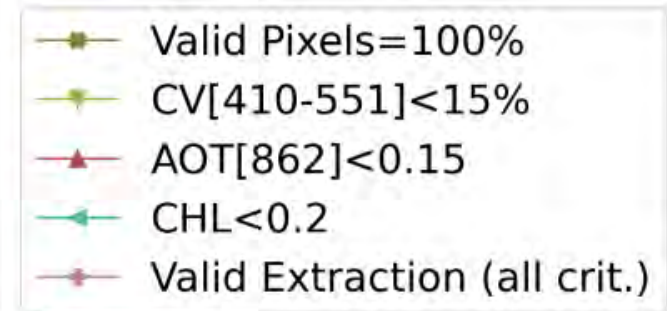 Valid Pixels=100%
CV[410-551]<15%
AOT[862]<0.15
CHL<0.2
Valid Extraction (all crit.)